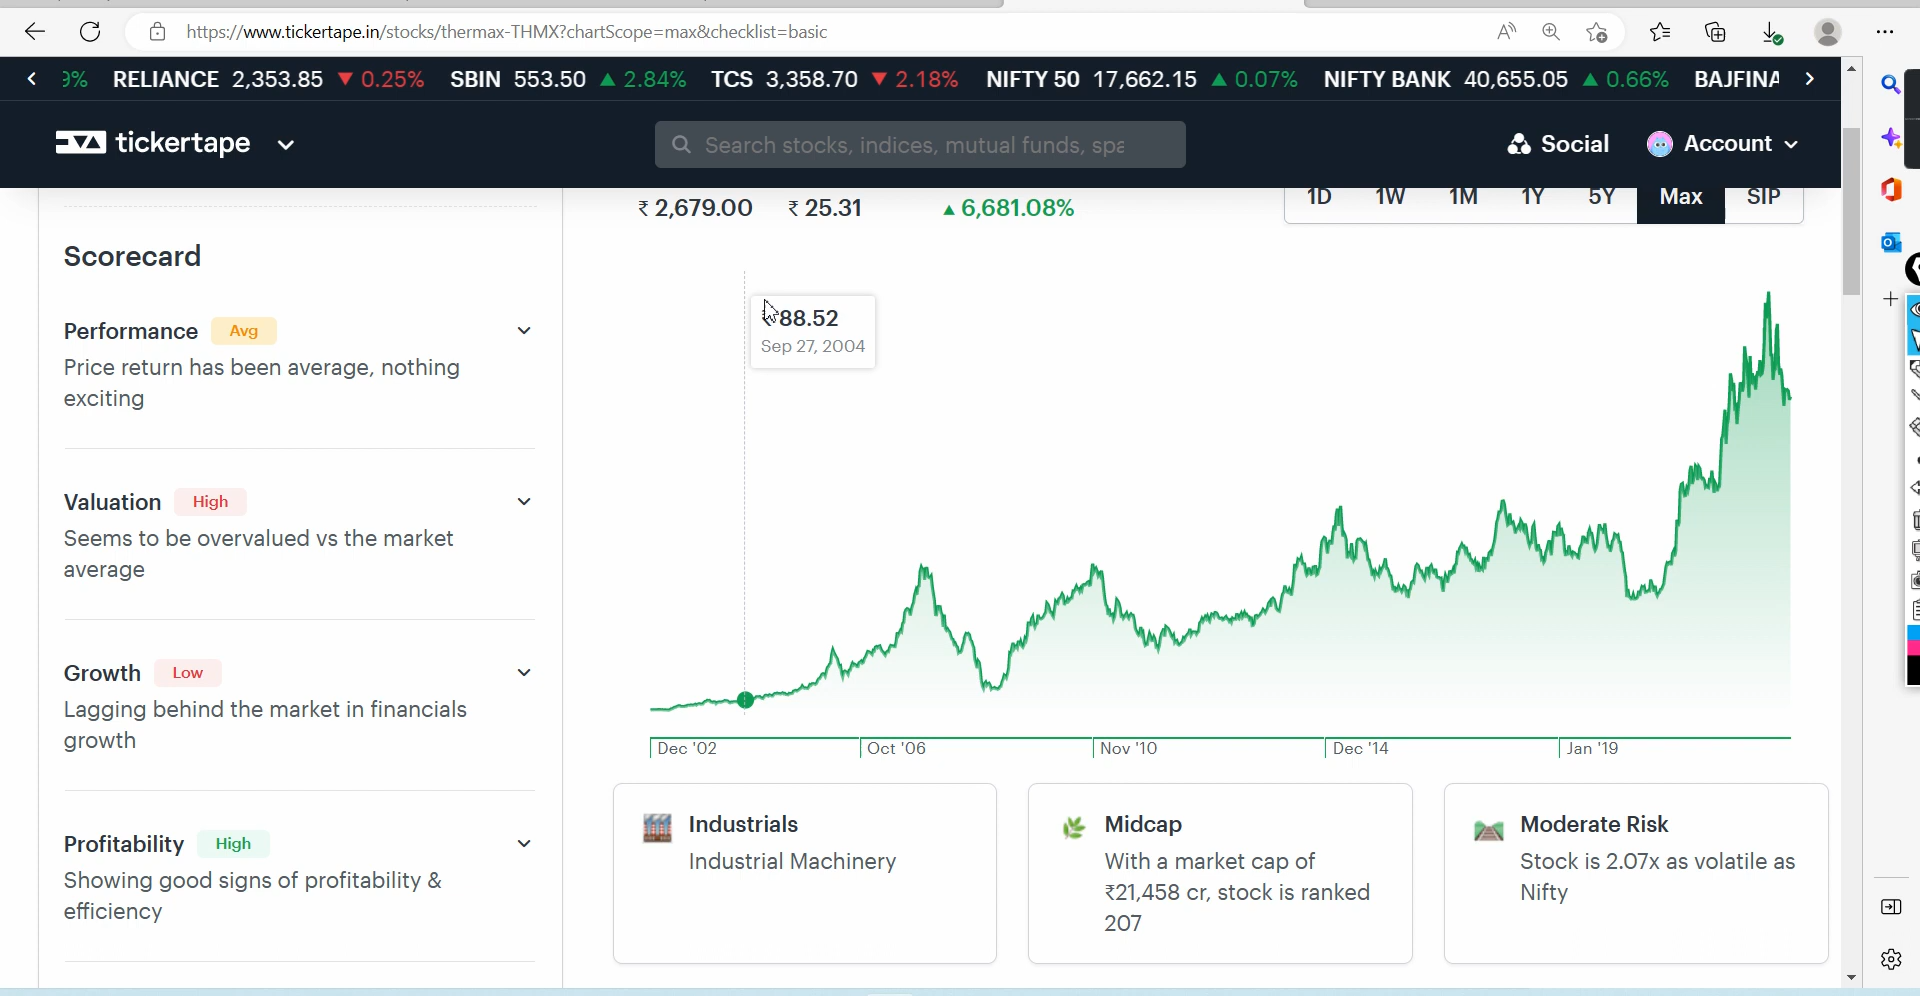 https://www.tickertape.in/stocks/thermax-THMX?chartScope=max&checklist=basic
9% RELIANCE 2,353.85 ▼ 0.25% SBIN 553.50 ▲ 2.84% TCS 3,358.70 ▼ 2.18% NIFTY 50 17,662.15 ▲ 0.07% NIFTY BANK 40,655.05 ▲ 0.66% BAJFINA
tickertape
Search stocks, indices, mutual funds, spa
Social
Account
₹ 2,679.00 ₹ 25.31 ▲ 6,681.08%
1D 1W 1M 1Y 5Y Max SIP
Scorecard
Performance Avg
Price return has been average, nothing
exciting
Valuation High
Seems to be overvalued vs the market
average
Growth Low
Lagging behind the market in financials
growth
Profitability High
Showing good signs of profitability &
efficiency
88.52
Sep 27, 2004
Dec '02 Oct '06 Nov '10 Dec '14 Jan '19
Industrials
Industrial Machinery
Midcap
With a market cap of
₹21,458 cr, stock is ranked
207
Moderate Risk
Stock is 2.07x as volatile as
Nifty